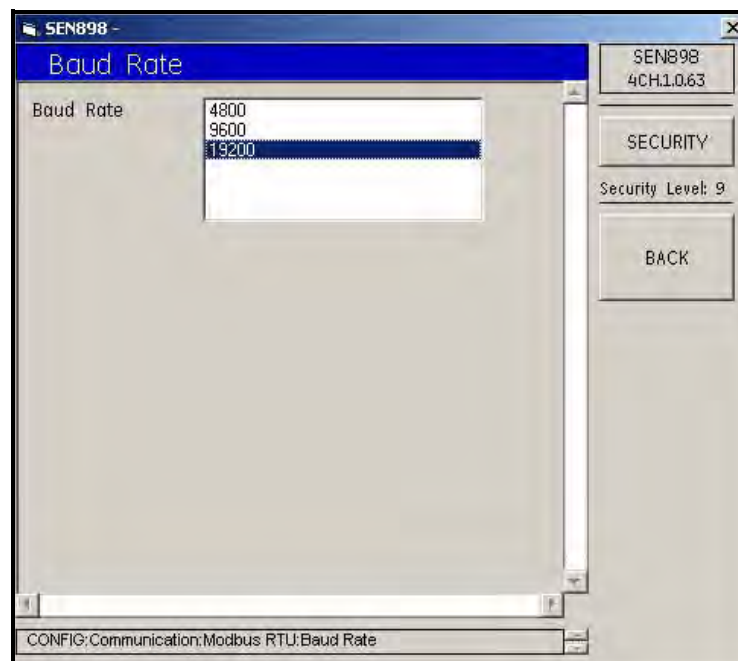 SEN898 -
Baud Rate
SEN898
4CH.1.0.63
Baud Rate
4800
9600
19200
SECURITY
Security Level: 9
BACK
CONFIG:Communication:Modbus RTU:Baud Rate